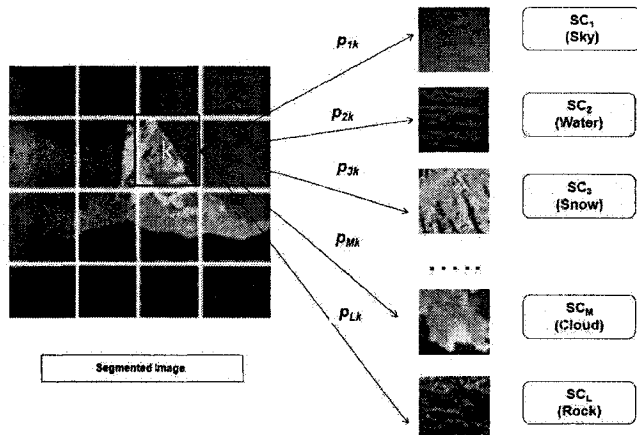 p1k
SC1
(Sky)
p2k
SC2
(Water)
K
p3k
SC3
(Snow)
pMk
.....
pLk
SCM
(Cloud)
Segmented Image
SCL
(Rock)